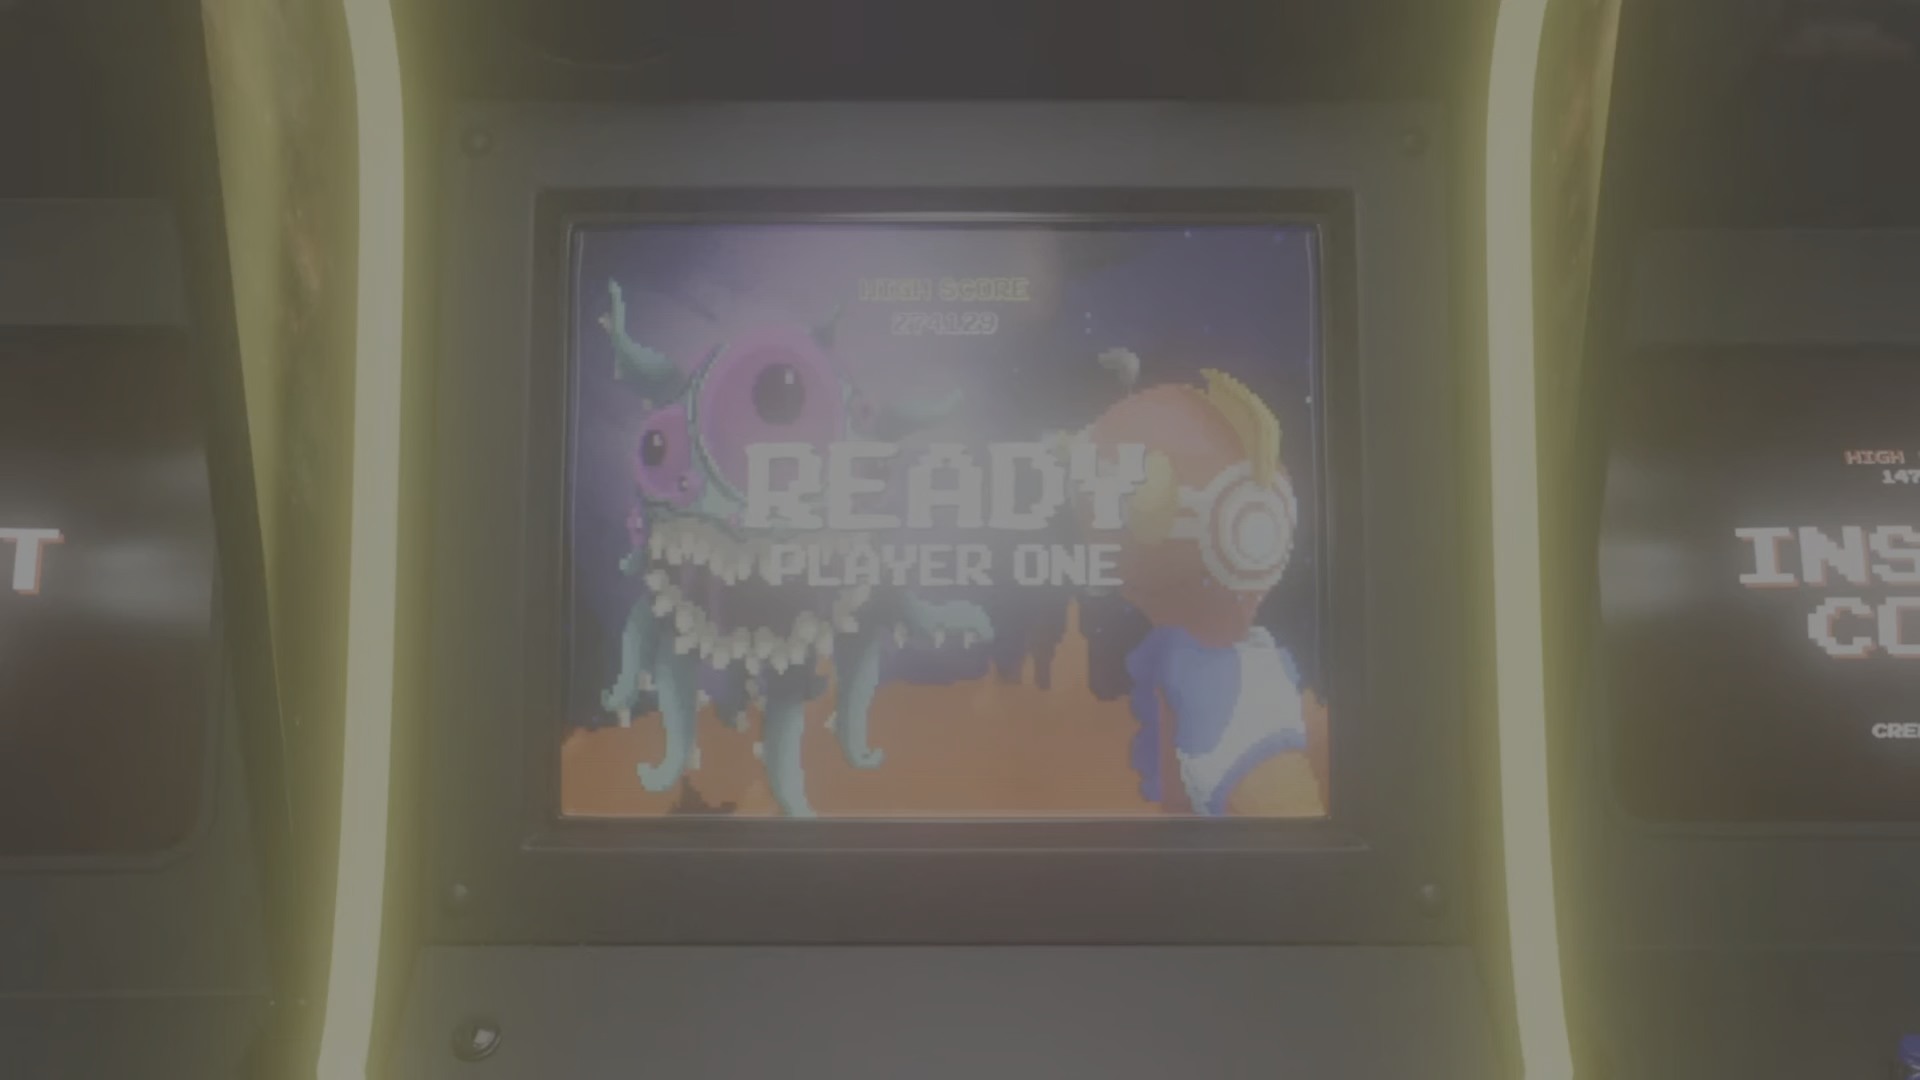 HIGH SCORE
274129
READY
PLAYER ONE
T
HIGH
147
INS
CO
CRE